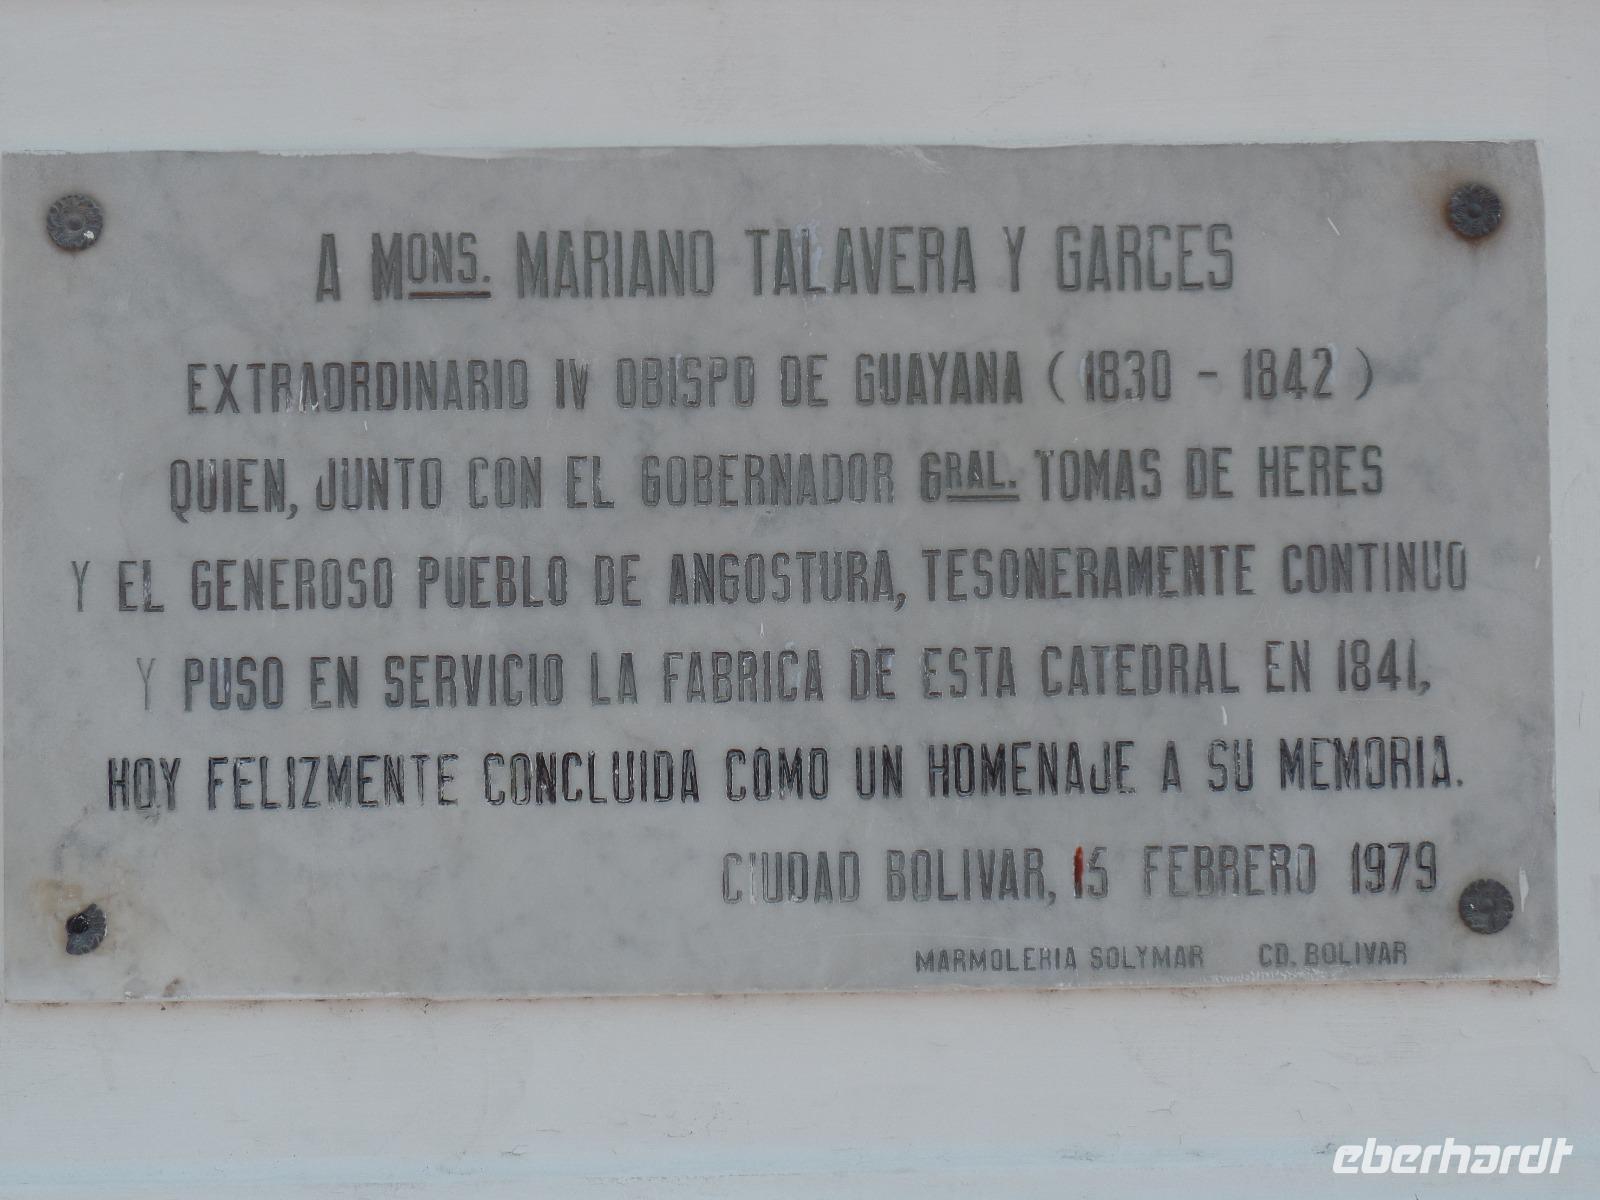 A MONS. MARIANO TALAVERA Y GARCES
EXTRAORDINARIO IV OBISPO DE GUAYANA ( 1830 - 1842 )
QUIEN, JUNTO CON EL GOBERNADOR GRAL. TOMAS DE HERES
Y EL GENEROSO PUEBLO DE ANGOSTURA, TESONERAMENTE CONTINUO
Y PUSO EN SERVICIO LA FABRICA DE ESTA CATEDRAL EN 1841,
HOY FELIZMENTE CONCLUIDA COMO UN HOMENAJE A SU MEMORIA.
CIUDAD BOLIVAR, 15 FEBRERO 1979
MARMOLERIA SOLYMAR CD. BOLIVAR
eberhardt